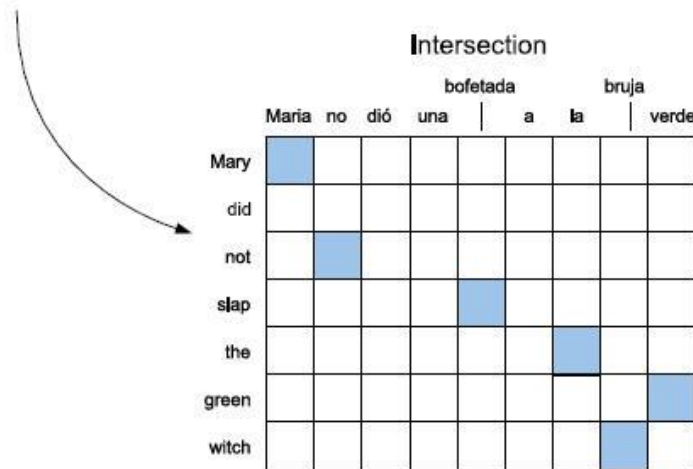 Intersection
bofetada bruja
Maria no dió una a la verde
Mary
did
not
slap
the
green
witch